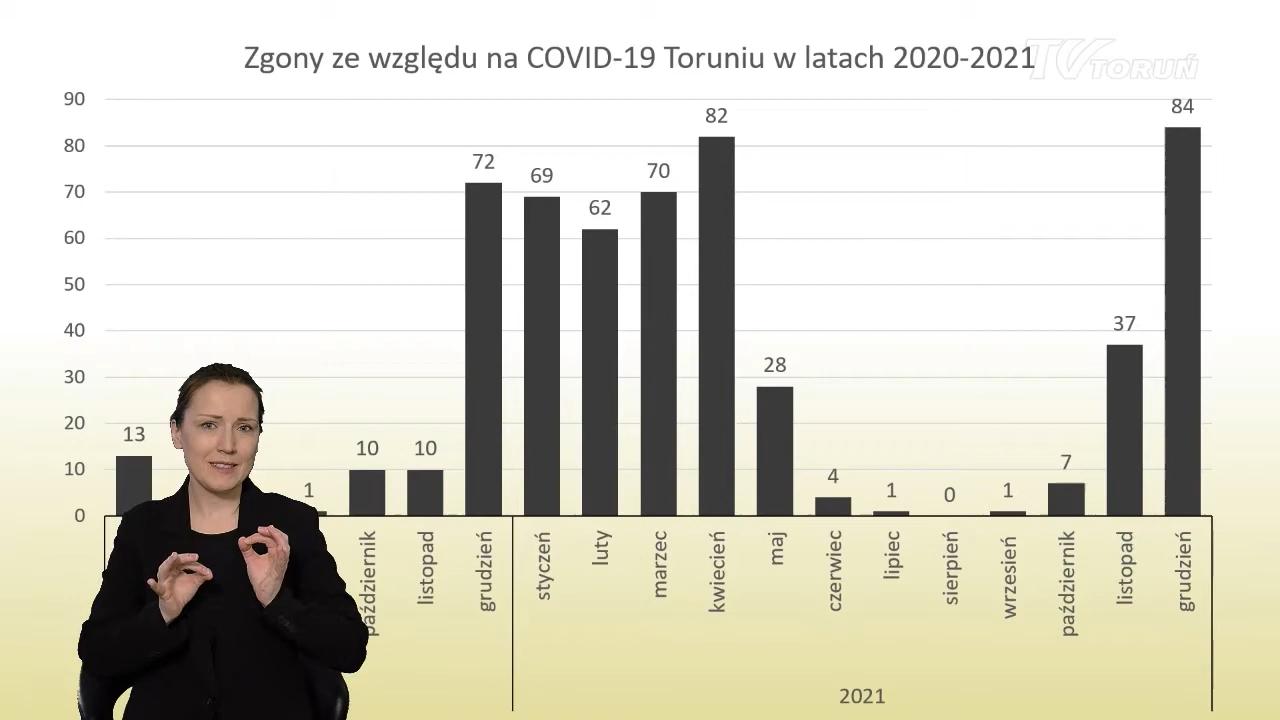 Zgony ze względu na COVID-19 Toruniu w latach 2020-2021
TV TORUŃ
90
80
70
60
50
40
30
20
10
0
13
1
10
10
72
69
62
70
82
28
4
1
0
1
7
37
84
październik
listopad
grudzień
styczeń
luty
marzec
kwiecień
maj
czerwiec
lipiec
sierpień
wrzesień
październik
listopad
grudzień
2021